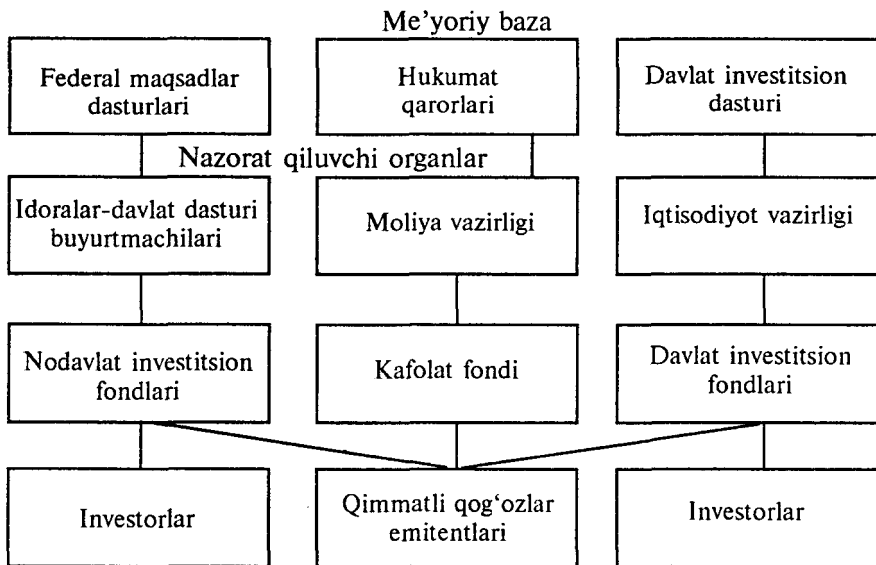 Me'yoriy baza
Federal maqsadlar
dasturlari
Hukumat
qarorlari
Davlat investitsion
dasturi
Nazorat qiluvchi organlar
Idoralar-davlat dasturi
buyurtmachilari
Moliya vazirligi
Iqtisodiyot vazirligi
Nodavlat investitsion
fondlari
Kafolat fondi
Davlat investitsion
fondlari
Investorlar
Qimmatli qog‘ozlar
emitentlari
Investorlar